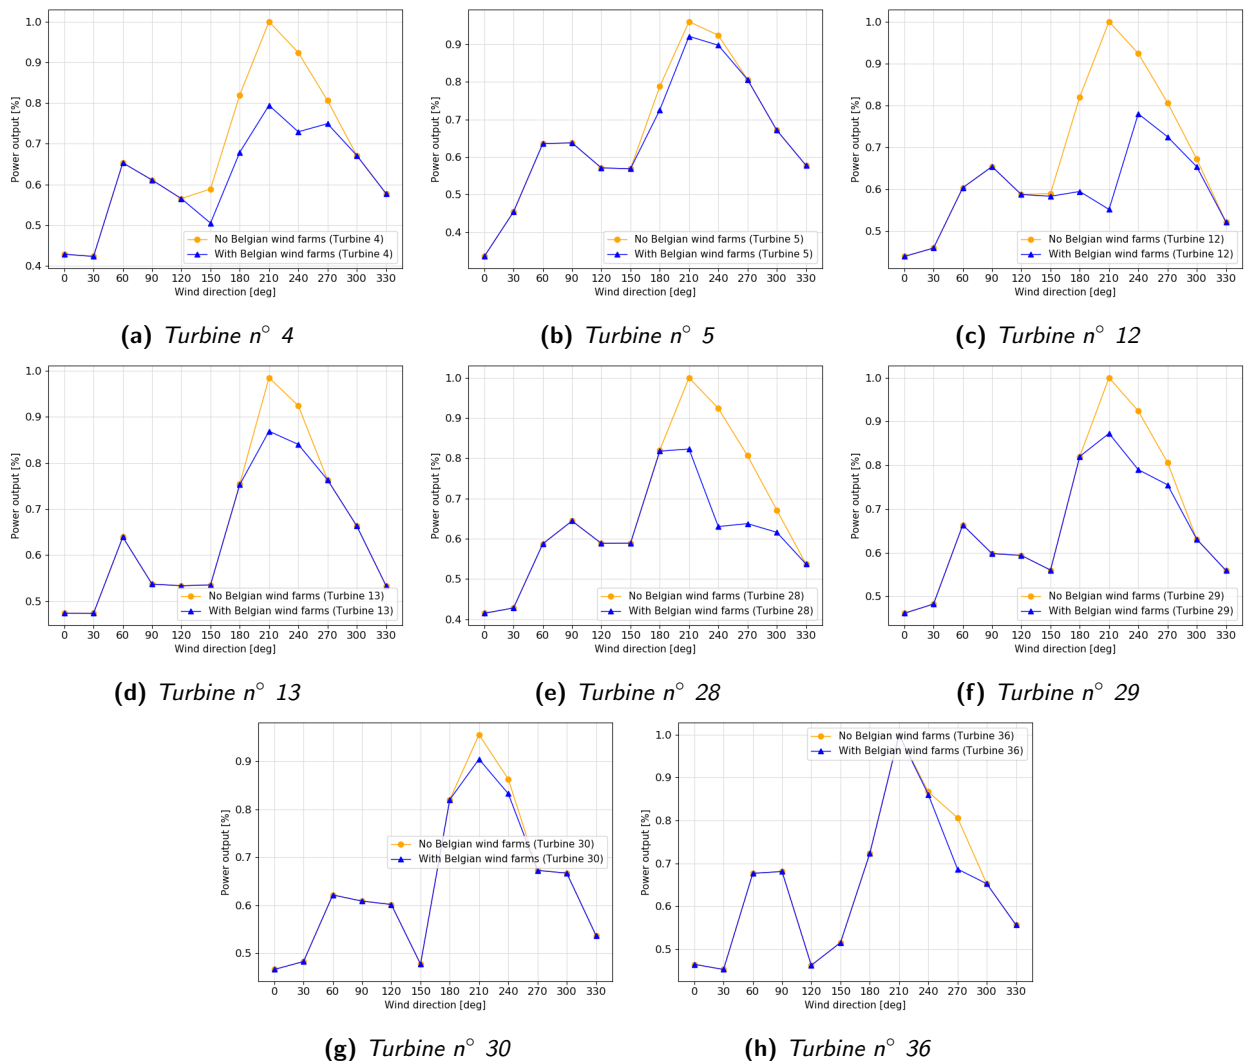 1.0
0.9
0.8
0.7
0.6
0.5
0.4
Power output [%]
No Belgian wind farms (Turbine 4)
With Belgian wind farms (Turbine 4)
0 30 60 90 120 150 180 210 240 270 300 330
Wind direction [deg]
(a) Turbine n° 4
0.9
0.8
0.7
0.6
0.5
0.4
Power output [%]
No Belgian wind farms (Turbine 5)
With Belgian wind farms (Turbine 5)
0 30 60 90 120 150 180 210 240 270 300 330
Wind direction [deg]
(b) Turbine n° 5
1.0
0.9
0.8
0.7
0.6
0.5
Power output [%]
No Belgian wind farms (Turbine 12)
With Belgian wind farms (Turbine 12)
0 30 60 90 120 150 180 210 240 270 300 330
Wind direction [deg]
(c) Turbine n° 12
1.0
0.9
0.8
0.7
0.6
0.5
Power output [%]
No Belgian wind farms (Turbine 13)
With Belgian wind farms (Turbine 13)
0 30 60 90 120 150 180 210 240 270 300 330
Wind direction [deg]
(d) Turbine n° 13
1.0
0.9
0.8
0.7
0.6
0.5
0.4
Power output [%]
No Belgian wind farms (Turbine 28)
With Belgian wind farms (Turbine 28)
0 30 60 90 120 150 180 210 240 270 300 330
Wind direction [deg]
(e) Turbine n° 28
1.0
0.9
0.8
0.7
0.6
0.5
Power output [%]
No Belgian wind farms (Turbine 29)
With Belgian wind farms (Turbine 29)
0 30 60 90 120 150 180 210 240 270 300 330
Wind direction [deg]
(f) Turbine n° 29
0.9
0.8
0.7
0.6
0.5
Power output [%]
No Belgian wind farms (Turbine 30)
With Belgian wind farms (Turbine 30)
0 30 60 90 120 150 180 210 240 270 300 330
Wind direction [deg]
(g) Turbine n° 30
1.0
0.9
0.8
0.7
0.6
0.5
Power output [%]
No Belgian wind farms (Turbine 36)
With Belgian wind farms (Turbine 36)
0 30 60 90 120 150 180 210 240 270 300 330
Wind direction [deg]
(h) Turbine n° 36